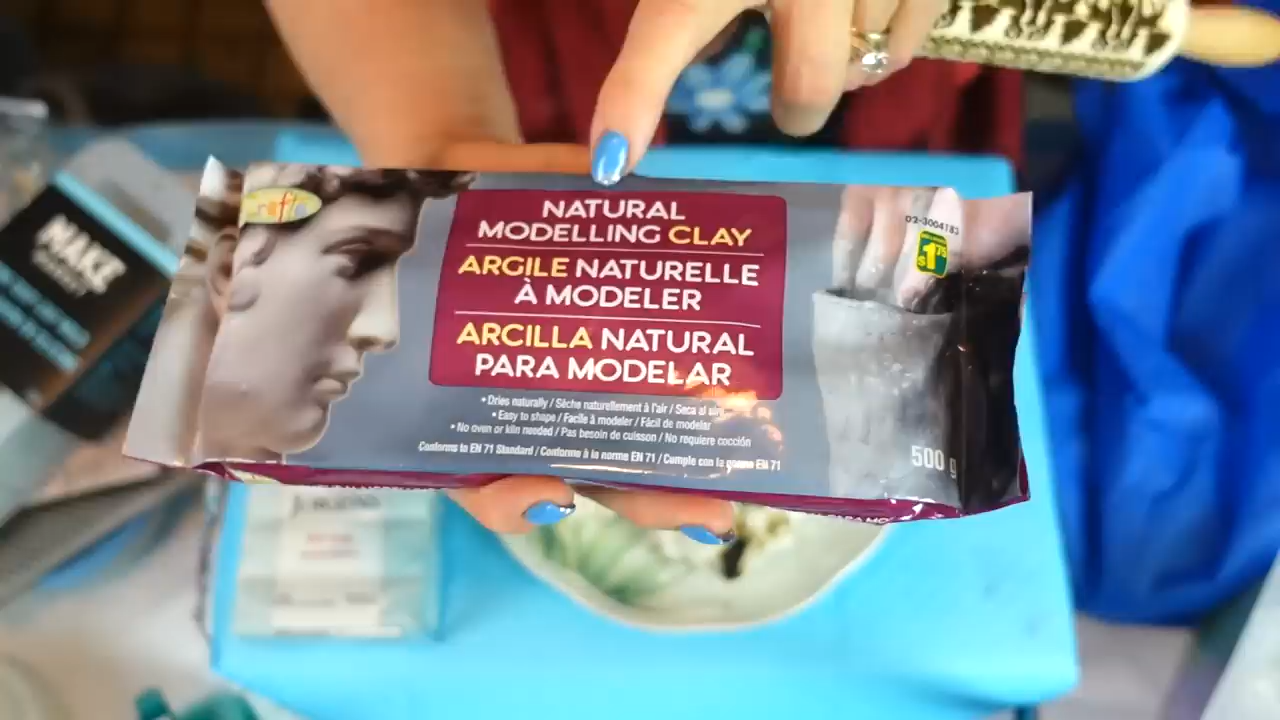 crafts
NATURAL
MODELLING CLAY
ARGILE NATURELLE
À MODELER
ARCILLA NATURAL
PARA MODELAR
• Dries naturally / Sèche naturellement à l'air / Seca al aire
• Easy to shape / Facile à modeler / Fácil de modelar
• No oven or kiln needed / Pas besoin de cuisson / No requiere cocción
Conforms to EN 71 Standard / Conforme à la norme EN 71 / Cumple con la norma EN 71
02-3004183
$1.75
500 g
MAKE